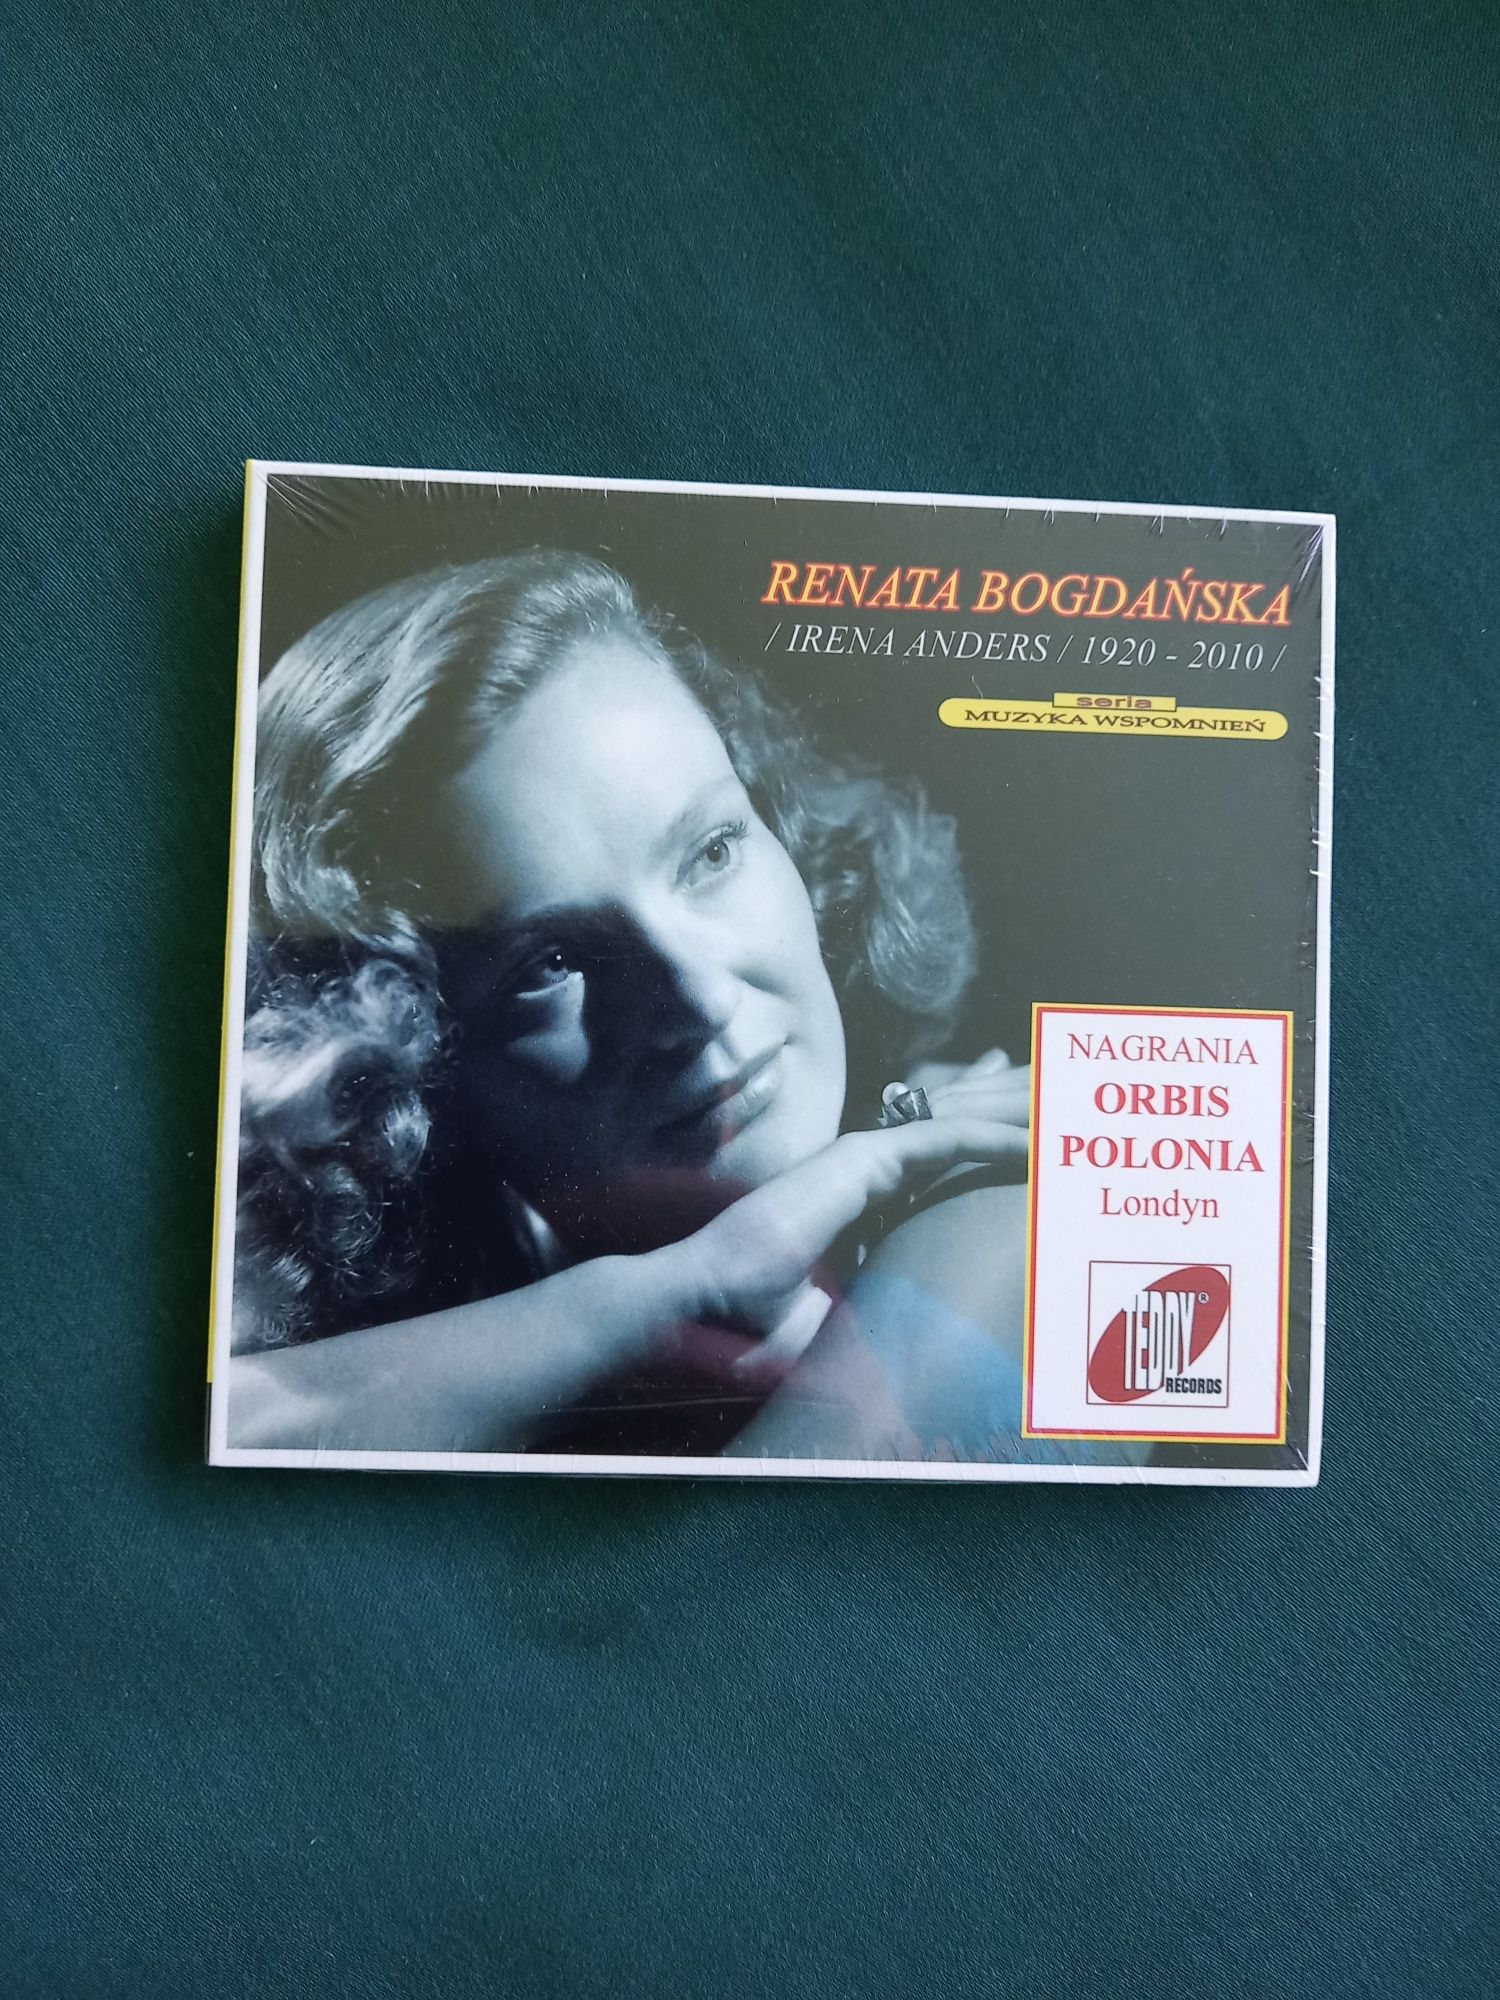 RENATA BOGDAŃSKA
/ IRENA ANDERS / 1920 - 2010 /
seria
MUZYKA WSPOMNIEŃ
NAGRANIA
ORBIS
POLONIA
Londyn
TEDDY ®
RECORDS